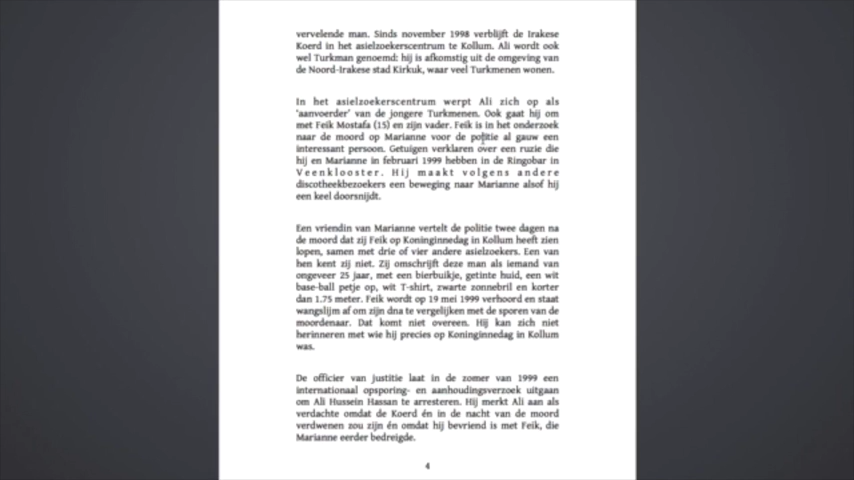 vervelende man. Sinds november 1998 verblijft de Irakese
Koerd in het asielzoekerscentrum te Kollum. Ali wordt ook
wel Turkman genoemd: hij is afkomstig uit de omgeving van
de Noord-Irakese stad Kirkuk, waar veel Turkmenen wonen.
In het asielzoekerscentrum werpt Ali zich op als
'aanvoerder' van de jongere Turkmenen. Ook gaat hij om
met Feik Mostafa (15) en zijn vader. Feik is in het onderzoek
naar de moord op Marianne voor de politie al gauw een
interessant persoon. Getuigen verklaren over een ruzie die
hij en Marianne in februari 1999 hebben in de Ringobar in
Veenklooster. Hij maakt volgens andere
discotheekbezoekers een beweging naar Marianne alsof hij
een keel doorsnijdt.
Een vriendin van Marianne vertelt de politie twee dagen na
de moord dat zij Feik op Koninginnedag in Kollum heeft zien
lopen, samen met drie of vier andere asielzoekers. Een van
hen kent zij niet. Zij omschrijft deze man als iemand van
ongeveer 25 jaar, met een bierbuikje, getinte huid, een wit
base-ball petje op, wit T-shirt, zwarte zonnebril en korter
dan 1.75 meter. Feik wordt op 19 mei 1999 verhoord en staat
wangslijm af om zijn dna te vergelijken met de sporen van de
moordenaar. Dat komt niet overeen. Hij kan zich niet
herinneren met wie hij precies op Koninginnedag in Kollum
was.
De officier van justitie laat in de zomer van 1999 een
internationaal opsporing- en aanhoudingsverzoek uitgaan
om Ali Hussein Hassan te arresteren. Hij merkt Ali aan als
verdachte omdat de Koerd én in de nacht van de moord
verdwenen zou zijn én omdat hij bevriend is met Feik, die
Marianne eerder bedreigde.
4